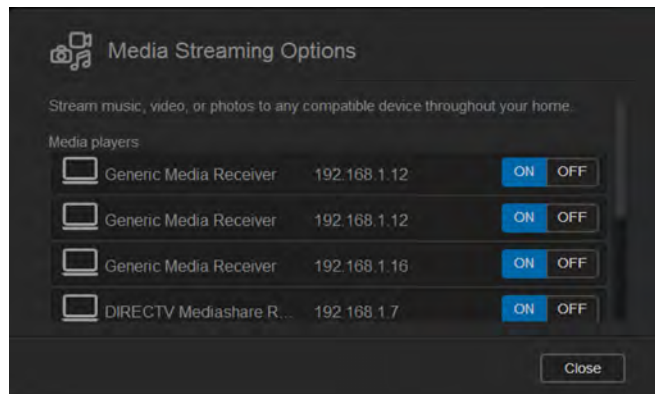 Media Streaming Options
Stream music, video, or photos to any compatible device throughout your home.
Media players
Generic Media Receiver 192.168.1.12 ON OFF
Generic Media Receiver 192.168.1.12 ON OFF
Generic Media Receiver 192.168.1.16 ON OFF
DIRECTV Mediashare R... 192.168.1.7 ON OFF
Close